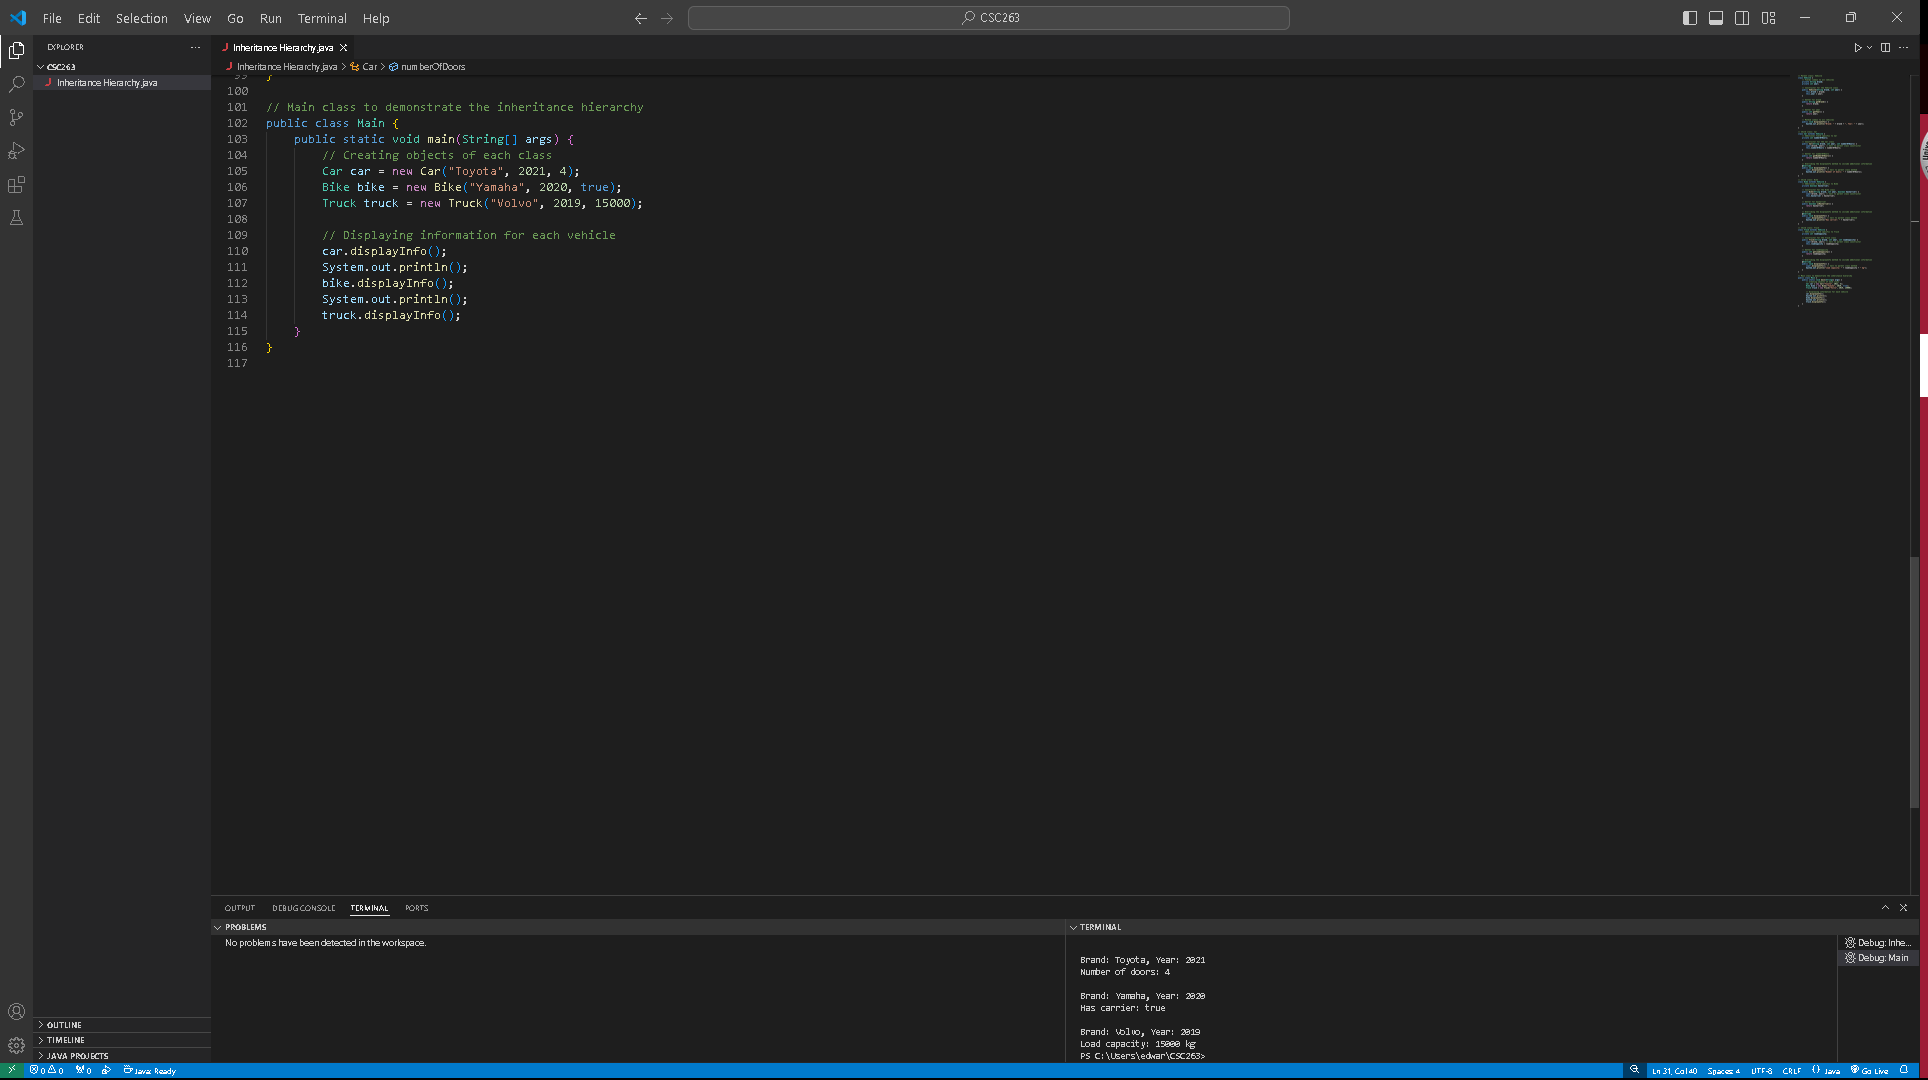 File Edit Selection View Go Run Terminal Help
CSC263
EXPLORER
CSC263
Inheritance Hierarchy.java
OUTLINE
TIMELINE
JAVA PROJECTS
Inheritance Hierarchy.java
Inheritance Hierarchy.java > Car > numberOfDoors
99 }
100
101 // Main class to demonstrate the inheritance hierarchy
102 public class Main {
103 public static void main(String[] args) {
104 // Creating objects of each class
105 Car car = new Car("Toyota", 2021, 4);
106 Bike bike = new Bike("Yamaha", 2020, true);
107 Truck truck = new Truck("Volvo", 2019, 15000);
108
109 // Displaying information for each vehicle
110 car.displayInfo();
111 System.out.println();
112 bike.displayInfo();
113 System.out.println();
114 truck.displayInfo();
115 }
116 }
117
OUTPUT DEBUG CONSOLE TERMINAL PORTS
PROBLEMS
No problems have been detected in the workspace.
TERMINAL
Brand: Toyota, Year: 2021
Number of doors: 4
Brand: Yamaha, Year: 2020
Has carrier: true
Brand: Volvo, Year: 2019
Load capacity: 15000 kg
PS C:\Users\edwar\CSC263>
Debug: Inhe...
Debug: Main
0 0 0 Java: Ready
Ln 31, Col 40 Spaces: 4 UTF-8 CRLF {} Java Go Live